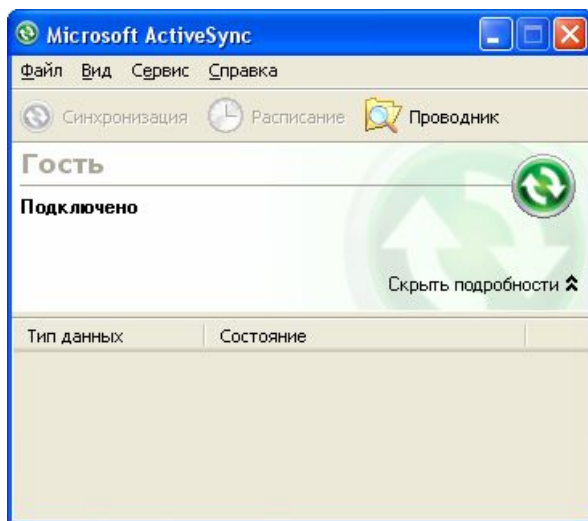 Microsoft ActiveSync
Файл Вид Сервис Справка
Синхронизация Расписание Проводник
Гость
Подключено
Скрыть подробности
Тип данных Состояние